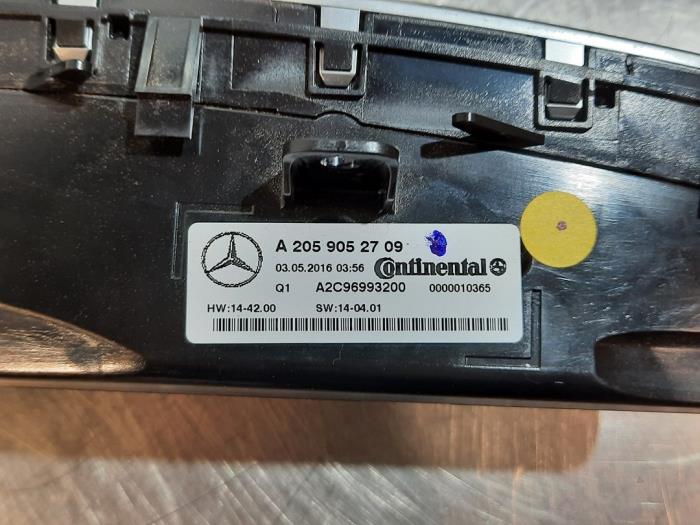 A 205 905 27 09
03.05.2016 03:56 Continental
Q1 A2C96993200 0000010365
HW:14-42.00 SW:14-04.01